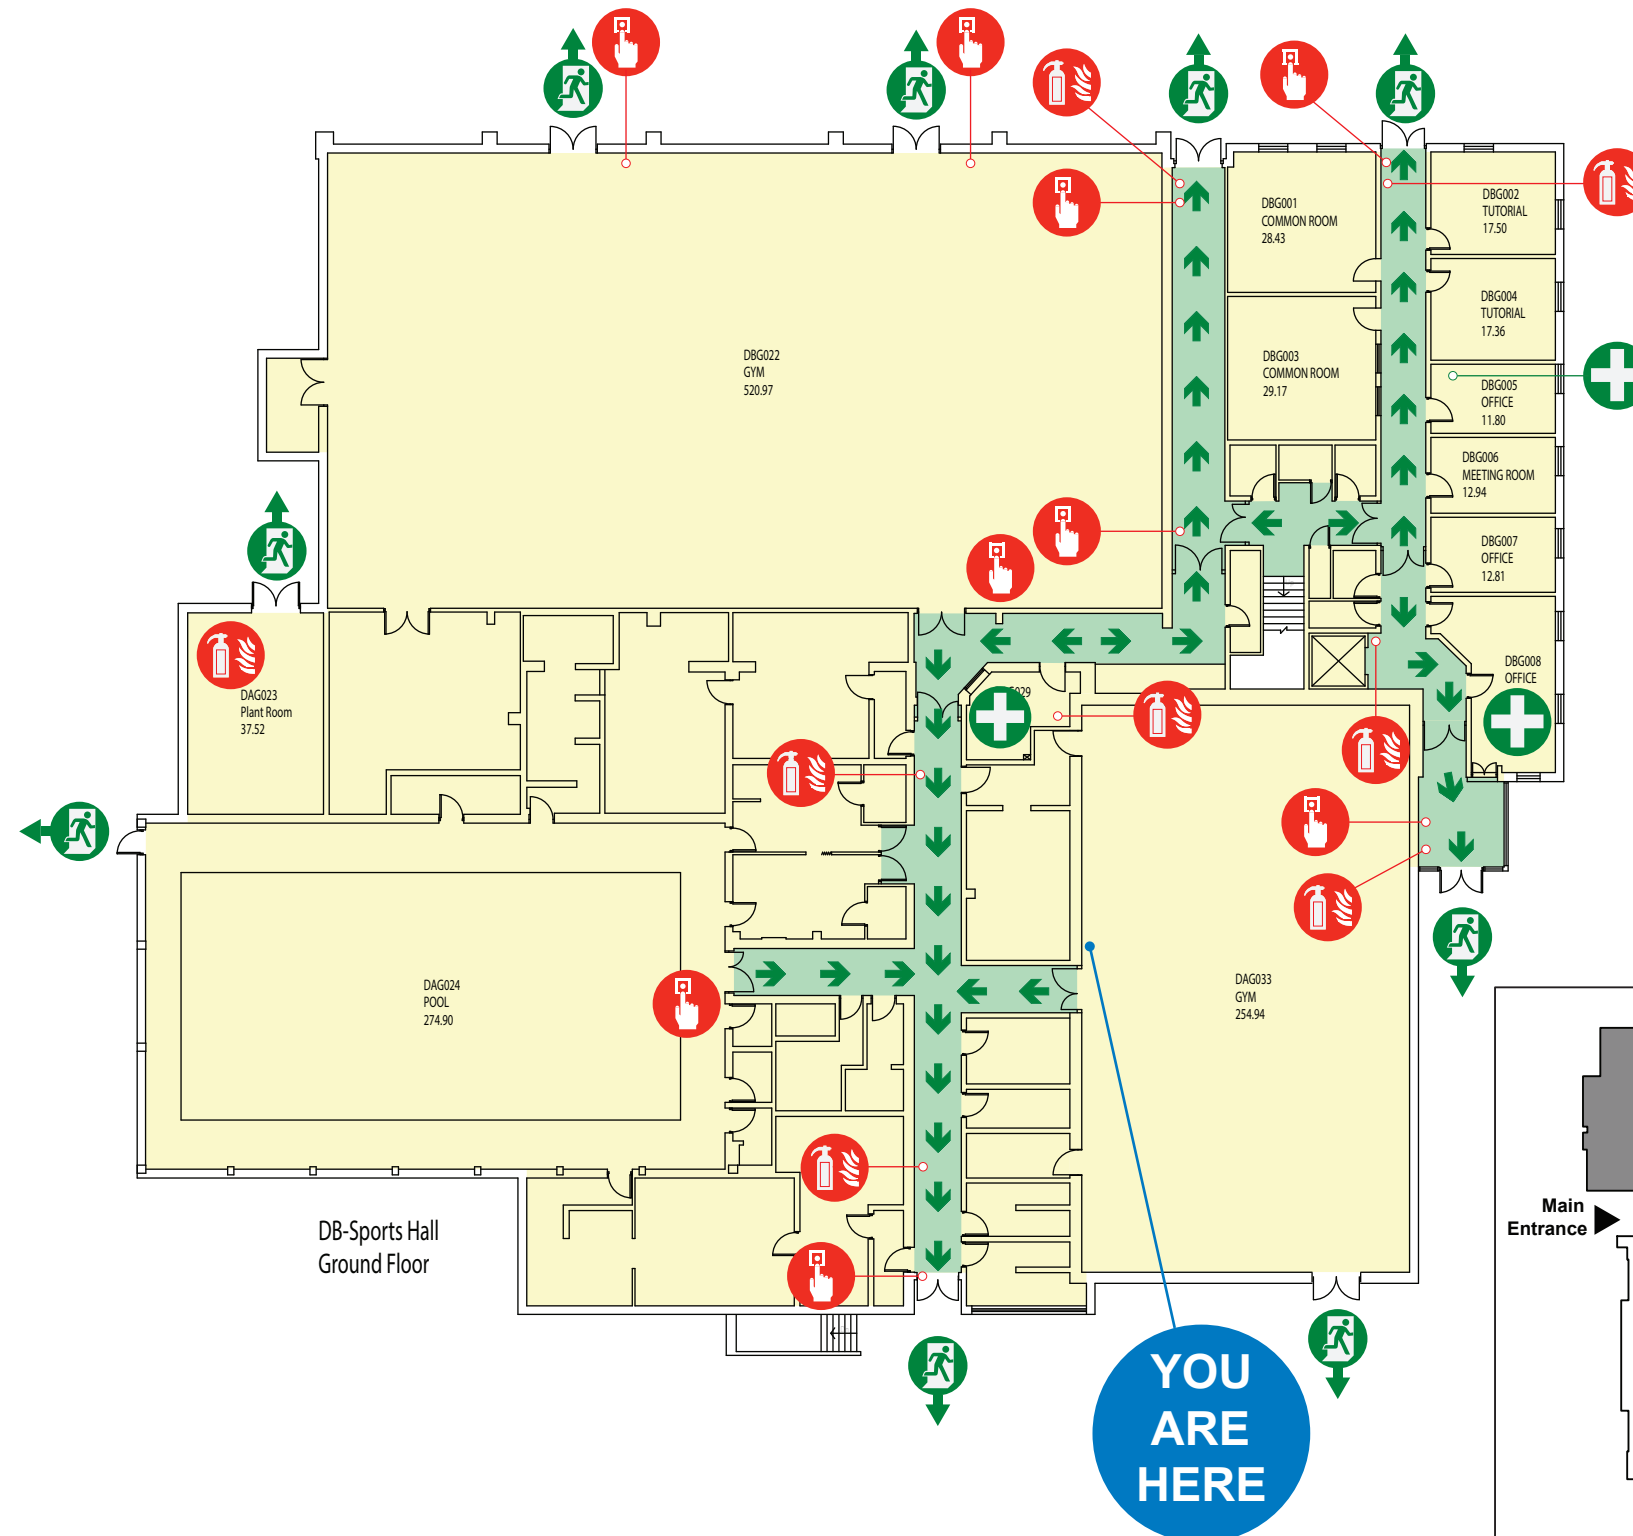 DBG001
COMMON ROOM
28.43
DBG002
TUTORIAL
17.50
DBG004
TUTORIAL
17.36
DBG003
COMMON ROOM
29.17
DBG022
GYM
520.97
DBG005
OFFICE
11.80
DBG006
MEETING ROOM
12.94
DBG007
OFFICE
12.81
DBG008
OFFICE
DAG023
Plant Room
37.52
DAG024
POOL
274.90
DAG033
GYM
254.94
DB-Sports Hall
Ground Floor
Main
Entrance
YOU
ARE
HERE